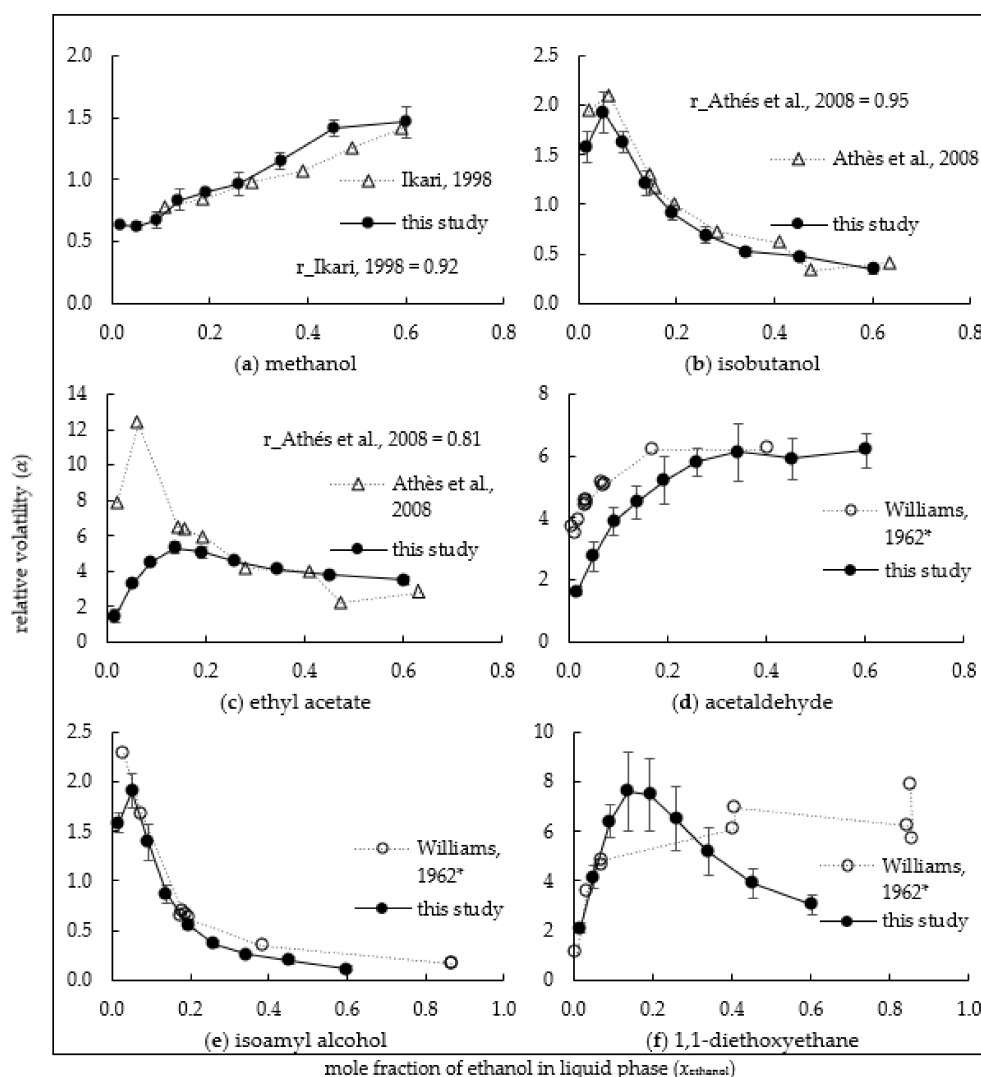 relative volatility (α)
2.0
1.5
1.0
0.5
0.0
0.0 0.2 0.4 0.6 0.8
Ikari, 1998
this study
r_Ikari, 1998 = 0.92
(a) methanol
2.5
2.0
1.5
1.0
0.5
0.0
0.0 0.2 0.4 0.6 0.8
r_Athés et al., 2008 = 0.95
Athès et al., 2008
this study
(b) isobutanol
14
12
10
8
6
4
2
0
0.0 0.2 0.4 0.6 0.8
r_Athés et al., 2008 = 0.81
Athès et al.,
2008
this study
(c) ethyl acetate
8
6
4
2
0
0.0 0.2 0.4 0.6 0.8
Williams,
1962*
this study
(d) acetaldehyde
2.5
2.0
1.5
1.0
0.5
0.0
0.0 0.2 0.4 0.6 0.8 1.0
Williams,
1962*
this study
(e) isoamyl alcohol
10
8
6
4
2
0
0.0 0.2 0.4 0.6 0.8 1.0
Williams,
1962*
this study
(f) 1,1-diethoxyethane
mole fraction of ethanol in liquid phase (xethanol)